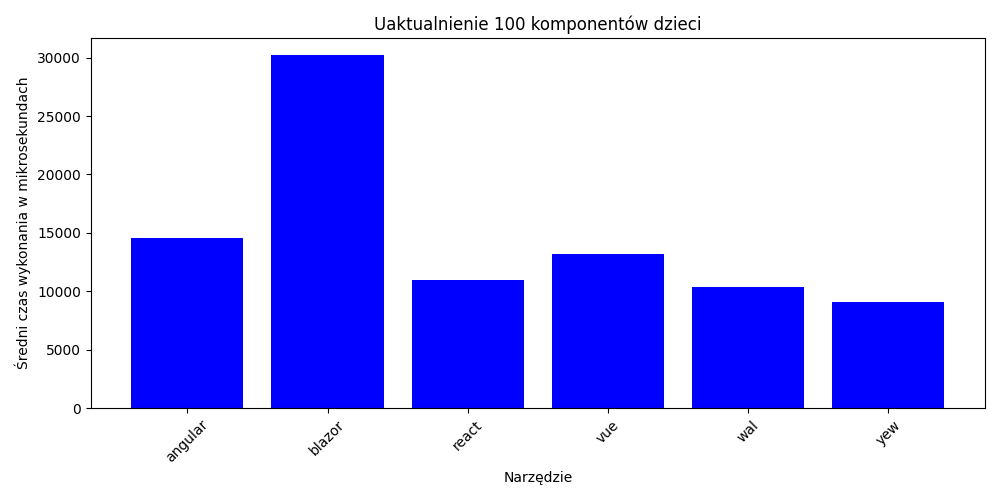 Uaktualnienie 100 komponentów dzieci
Średni czas wykonania w mikrosekundach
30000
25000
20000
15000
10000
5000
0
angular
blazor
react
vue
wal
yew
Narzędzie